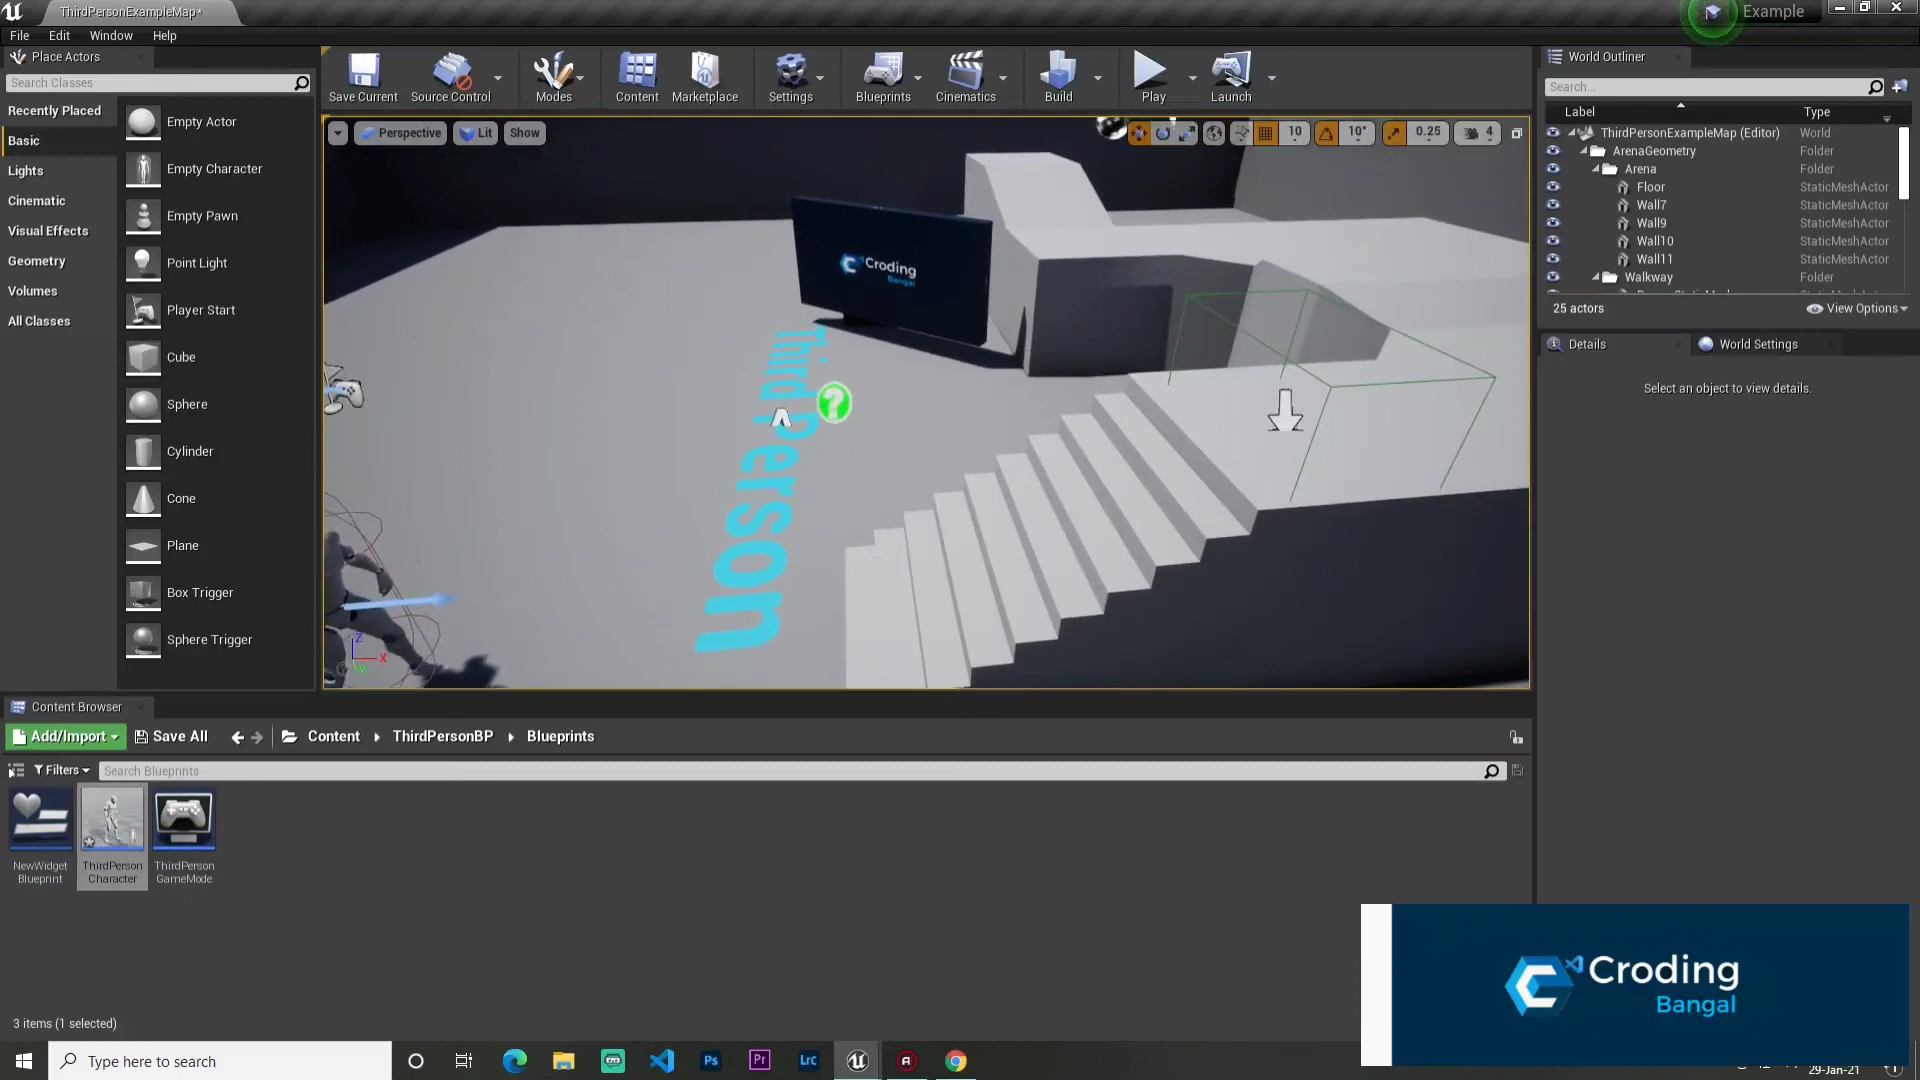 ThirdPersonExampleMap*
Example
File Edit Window Help
Place Actors
Search Classes
Recently Placed
Basic
Lights
Cinematic
Visual Effects
Geometry
Volumes
All Classes
Empty Actor
Empty Character
Empty Pawn
Point Light
Player Start
Cube
Sphere
Cylinder
Cone
Plane
Box Trigger
Sphere Trigger
Save Current Source Control Modes Content Marketplace Settings Blueprints Cinematics Build Play Launch
Perspective Lit Show
10 10° 0.25 4
Croding
Bangal
Third Person
Z
X
Y
World Outliner
Search...
Label Type
ThirdPersonExampleMap (Editor) World
ArenaGeometry Folder
Arena Folder
Floor StaticMeshActor
Wall7 StaticMeshActor
Wall9 StaticMeshActor
Wall10 StaticMeshActor
Wall11 StaticMeshActor
Walkway Folder
25 actors View Options
Details World Settings
Select an object to view details.
Content Browser
Add/Import Save All Content ThirdPersonBP Blueprints
Filters Search Blueprints
NewWidget
Blueprint
ThirdPerson
Character
ThirdPerson
GameMode
3 items (1 selected)
Croding
Bangal
Type here to search
Ps Pr Lrc
29-Jan-21